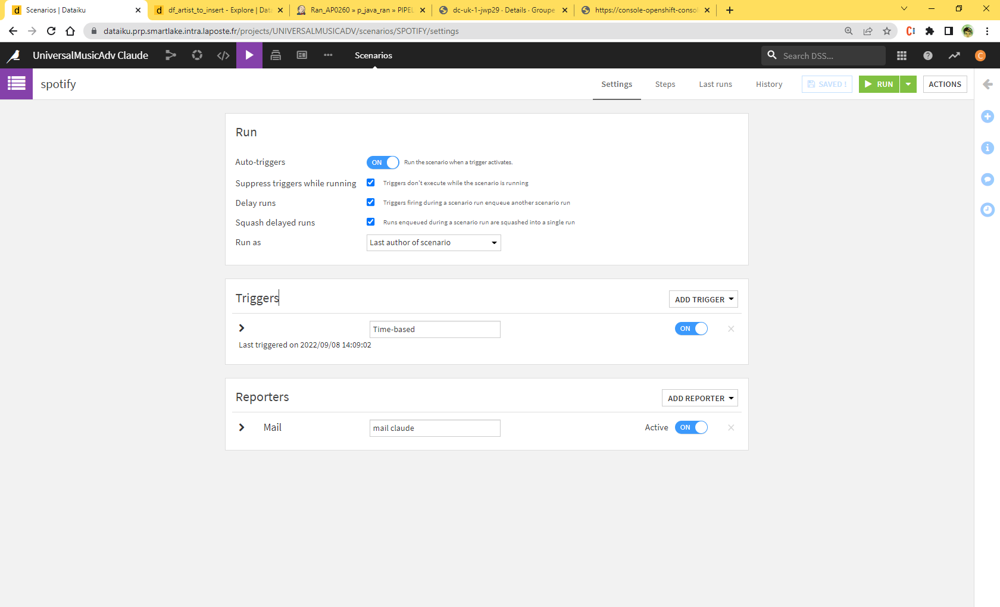 Scenarios | Dataiku
df_artist_to_insert - Explore | Data
Ran_AP0260 » p_java_ran » PIPEL
dc-uk-1-jwp29 · Details · Groupe
https://console-openshift-consol
dataiku.prp.smartlake.intra.laposte.fr/projects/UNIVERSALMUSICADV/scenarios/SPOTIFY/settings
UniversalMusicAdv Claude
Scenarios
Search DSS...
C
spotify
Settings
Steps
Last runs
History
SAVED !
RUN
ACTIONS
Run
Auto-triggers
ON
Run the scenario when a trigger activates.
Suppress triggers while running
Triggers don't execute while the scenario is running
Delay runs
Triggers firing during a scenario run enqueue another scenario run
Squash delayed runs
Runs enqueued during a scenario run are squashed into a single run
Run as
Last author of scenario
Triggers
ADD TRIGGER
Time-based
ON
Last triggered on 2022/09/08 14:09:02
Reporters
ADD REPORTER
Mail
mail claude
Active
ON